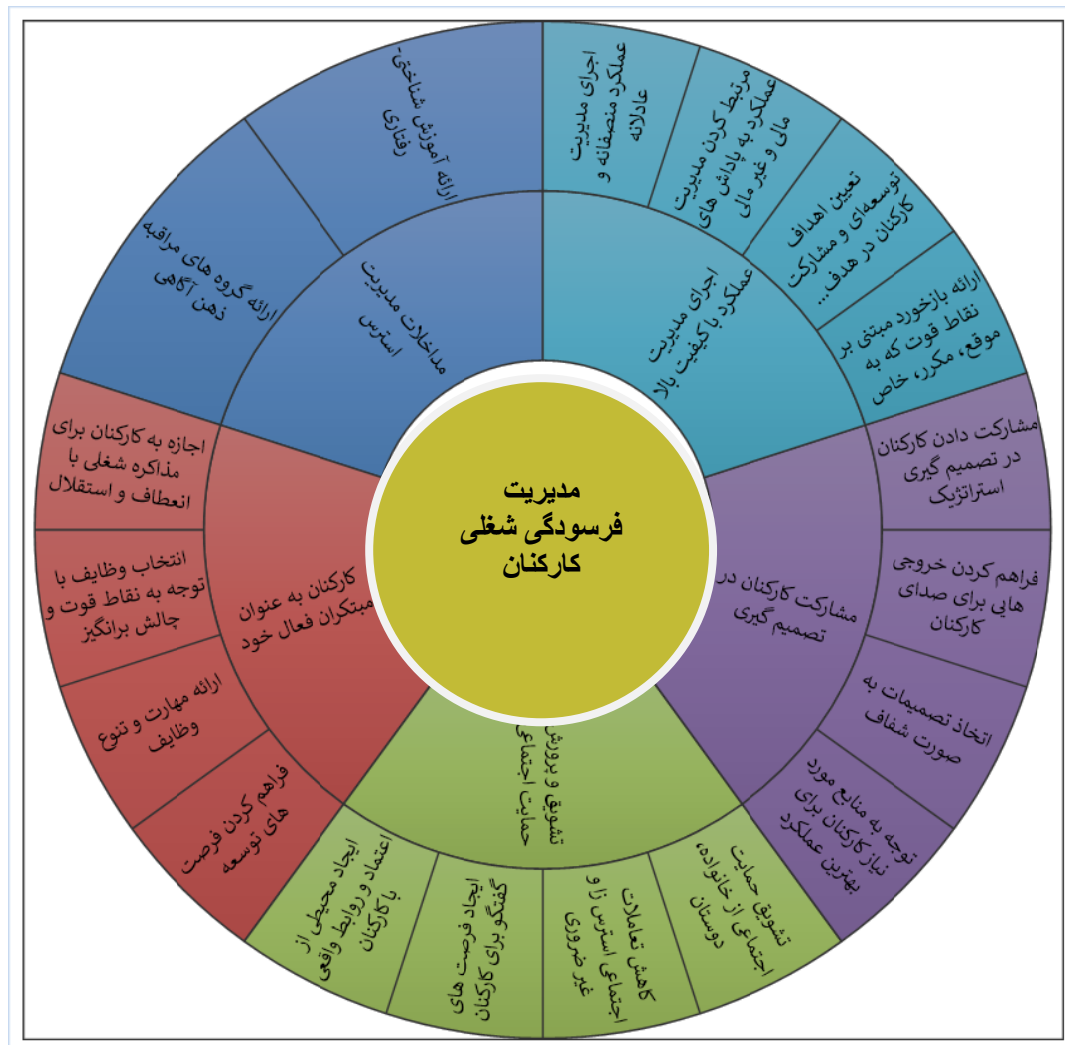 مدیریت
فرسودگی شغلی
کارکنان
اجرای مدیریت
عملکرد با کیفیت بالا
اجرای مدیریت
عملکرد منصفانه و
عادلانه
مرتبط کردن مدیریت
عملکرد به پاداش های
مالی و غیر مالی
تعیین اهداف
توسعه‌ای و مشارکت
کارکنان در هدف...
ارائه بازخورد مبتنی بر
نقاط قوت که به
موقع، مکرر، خاص
مشارکت کارکنان در
تصمیم گیری
مشارکت دادن کارکنان
در تصمیم گیری
استراتژیک
فراهم کردن خروجی
هایی برای صدای
کارکنان
اتخاذ تصمیمات به
صورت شفاف
توجه به منابع مورد
نیاز کارکنان برای
بهترین عملکرد
تشویق و پرورش
حمایت اجتماعی
تشویق حمایت
اجتماعی از خانواده،
دوستان
کاهش تعاملات
اجتماعی استرس زا و
غیر ضروری
ایجاد فرصت های
گفتگو برای کارکنان
ایجاد محیطی از
اعتماد و روابط واقعی
با کارکنان
کارکنان به عنوان
مبتکران فعال خود
فراهم کردن فرصت
های توسعه
ارائه مهارت و تنوع
وظایف
انتخاب وظایف با
توجه به نقاط قوت و
چالش برانگیز
اجازه به کارکنان برای
مذاکره شغلی با
انعطاف و استقلال
مداخلات مدیریت
استرس
ارائه گروه های مراقبه
ذهن آگاهی
ارائه آموزش شناختی-
رفتاری